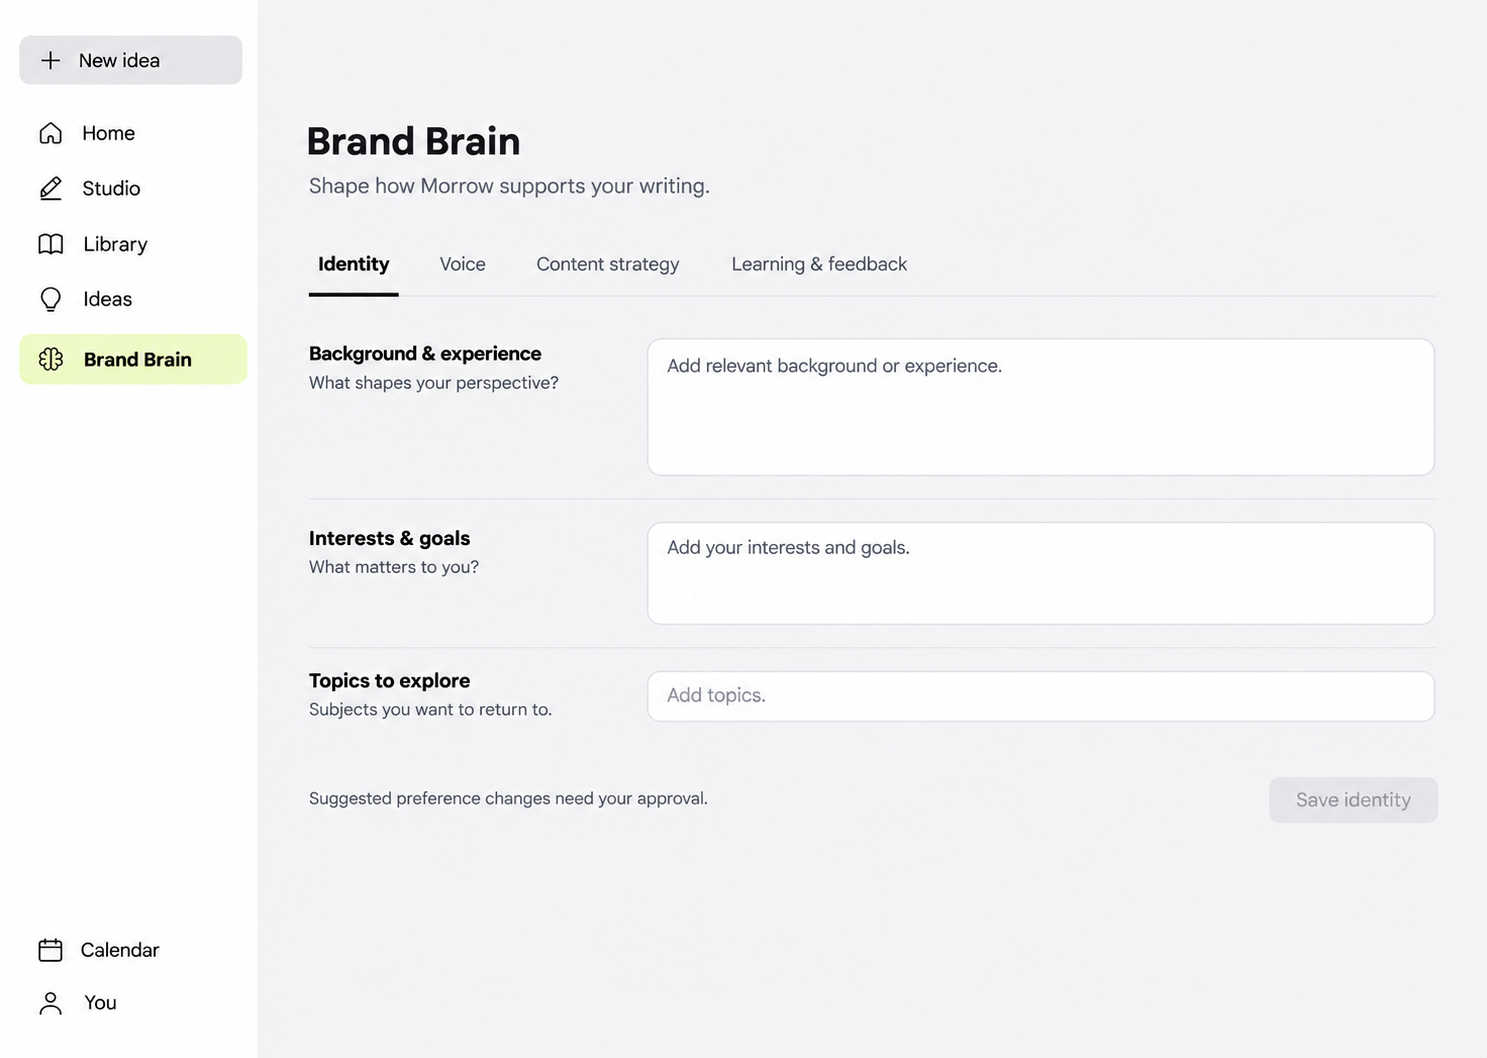 New idea
Home
Studio
Library
Ideas
Brand Brain
Calendar
You
Brand Brain
Shape how Morrow supports your writing.
Identity
Voice
Content strategy
Learning & feedback
Background & experience
What shapes your perspective?
Add relevant background or experience.
Interests & goals
What matters to you?
Add your interests and goals.
Topics to explore
Subjects you want to return to.
Add topics.
Suggested preference changes need your approval.
Save identity